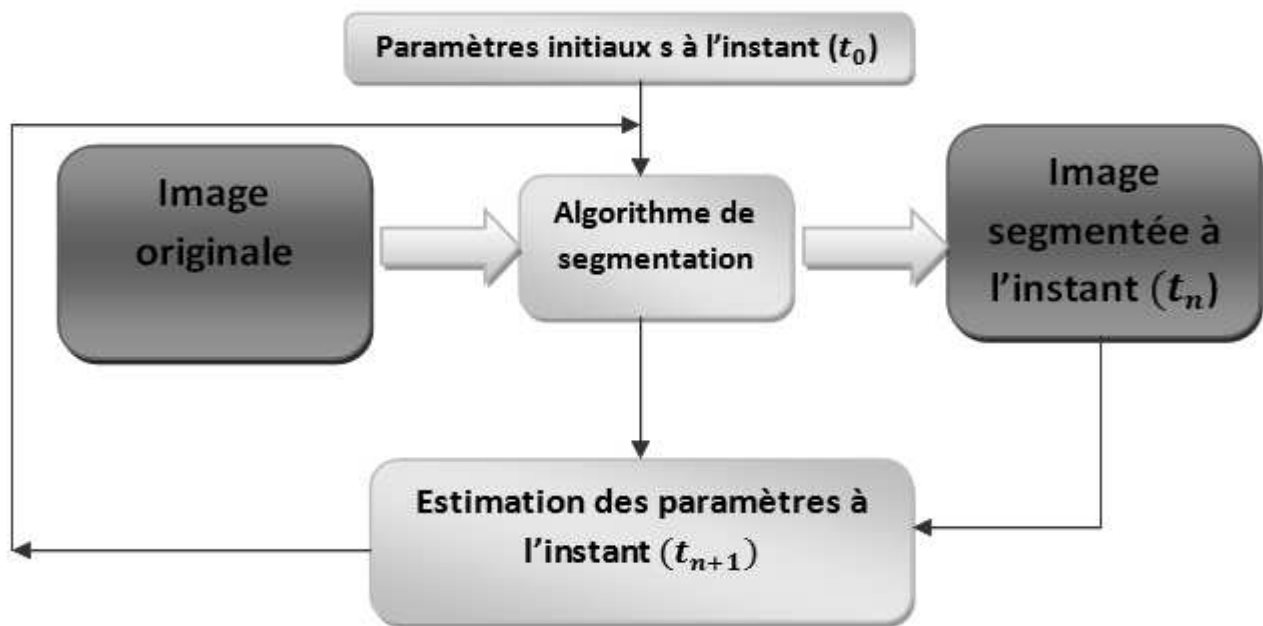 Paramètres initiaux s à l'instant (t₀)
Image
originale
Algorithme de
segmentation
Image
segmentée à
l'instant (tₙ)
Estimation des paramètres à
l'instant (tₙ₊₁)